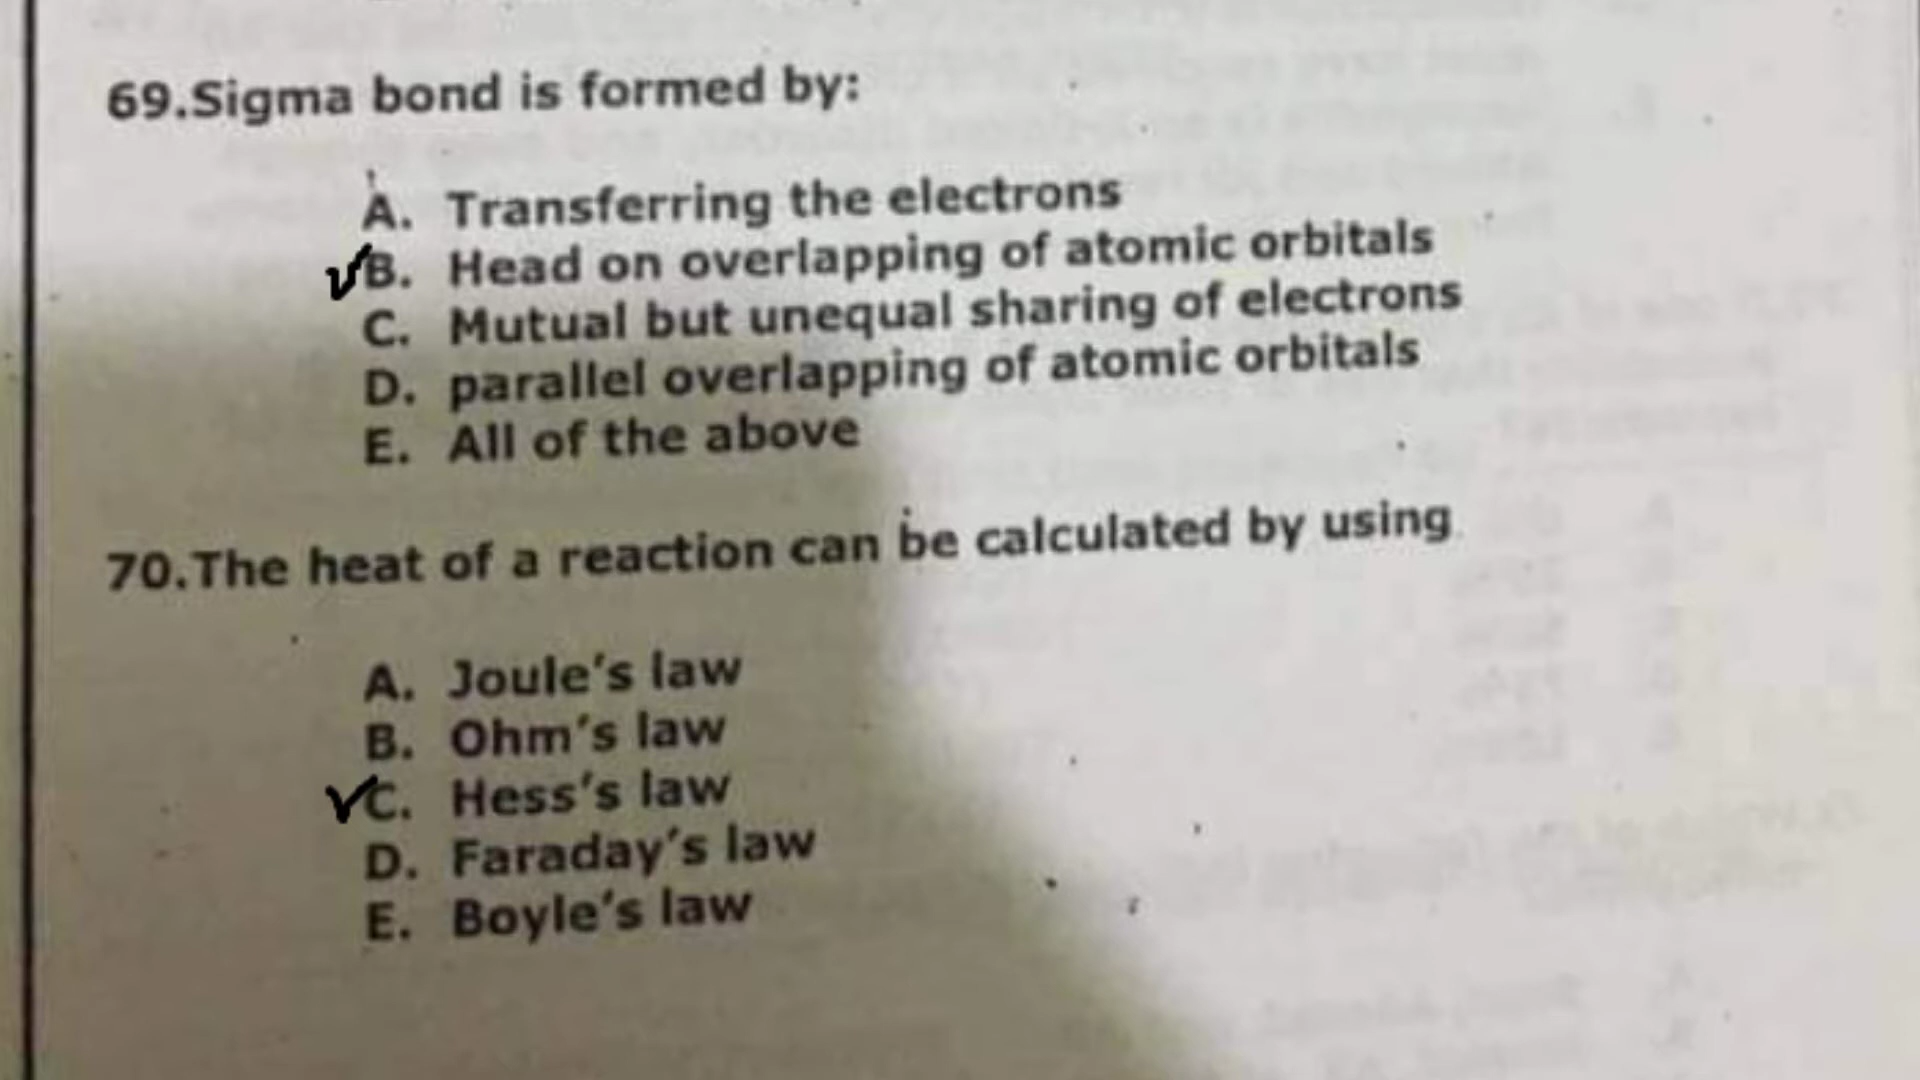 69.Sigma bond is formed by:
A. Transferring the electrons
B. Head on overlapping of atomic orbitals
C. Mutual but unequal sharing of electrons
D. parallel overlapping of atomic orbitals
E. All of the above
70.The heat of a reaction can be calculated by using
A. Joule's law
B. Ohm's law
C. Hess's law
D. Faraday's law
E. Boyle's law